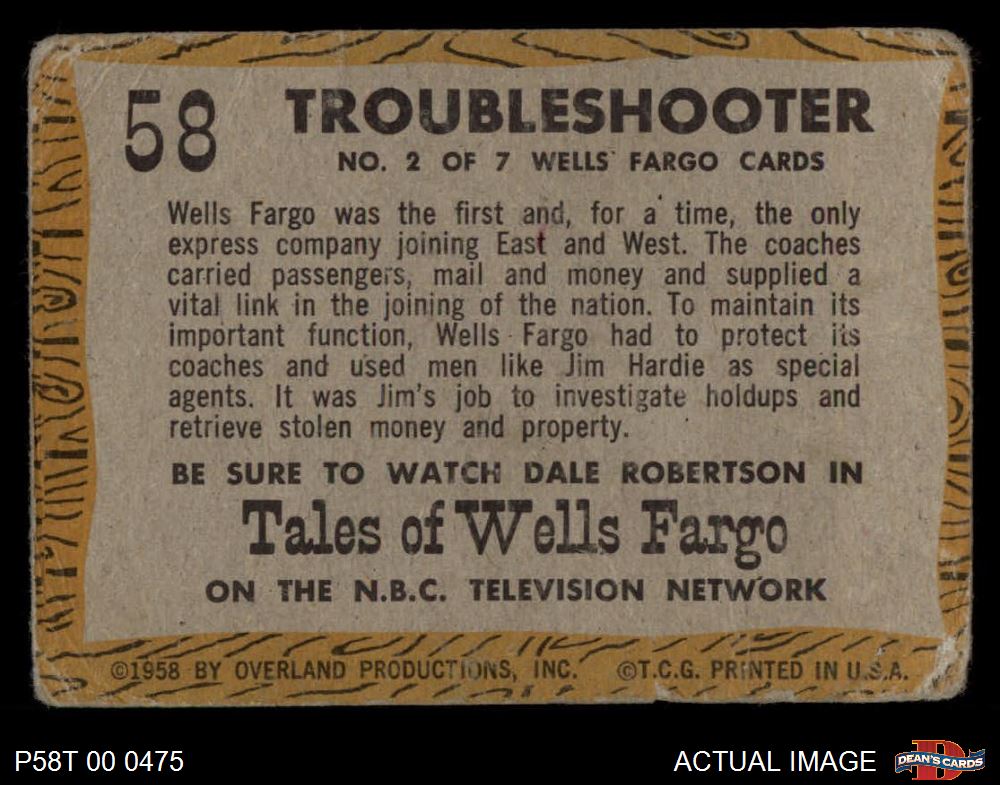 58
TROUBLESHOOTER
NO. 2 OF 7 WELLS FARGO CARDS
Wells Fargo was the first and, for a time, the only
express company joining East and West. The coaches
carried passengers, mail and money and supplied a
vital link in the joining of the nation. To maintain its
important function, Wells Fargo had to protect its
coaches and used men like Jim Hardie as special
agents. It was Jim's job to investigate holdups and
retrieve stolen money and property.
BE SURE TO WATCH DALE ROBERTSON IN
Tales of Wells Fargo
ON THE N.B.C. TELEVISION NETWORK
©1958 BY OVERLAND PRODUCTIONS, INC. ©T.C.G. PRINTED IN U.S.A.
P58T 00 0475
ACTUAL IMAGE
D
DEAN'S CARDS